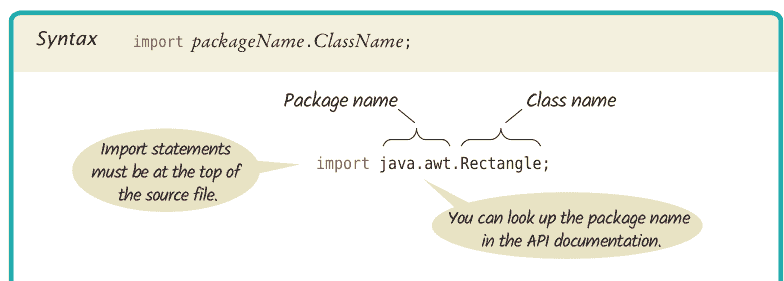 Syntax import packageName.ClassName;
Package name Class name
Import statements
must be at the top of
the source file.
import java.awt.Rectangle;
You can look up the package name
in the API documentation.